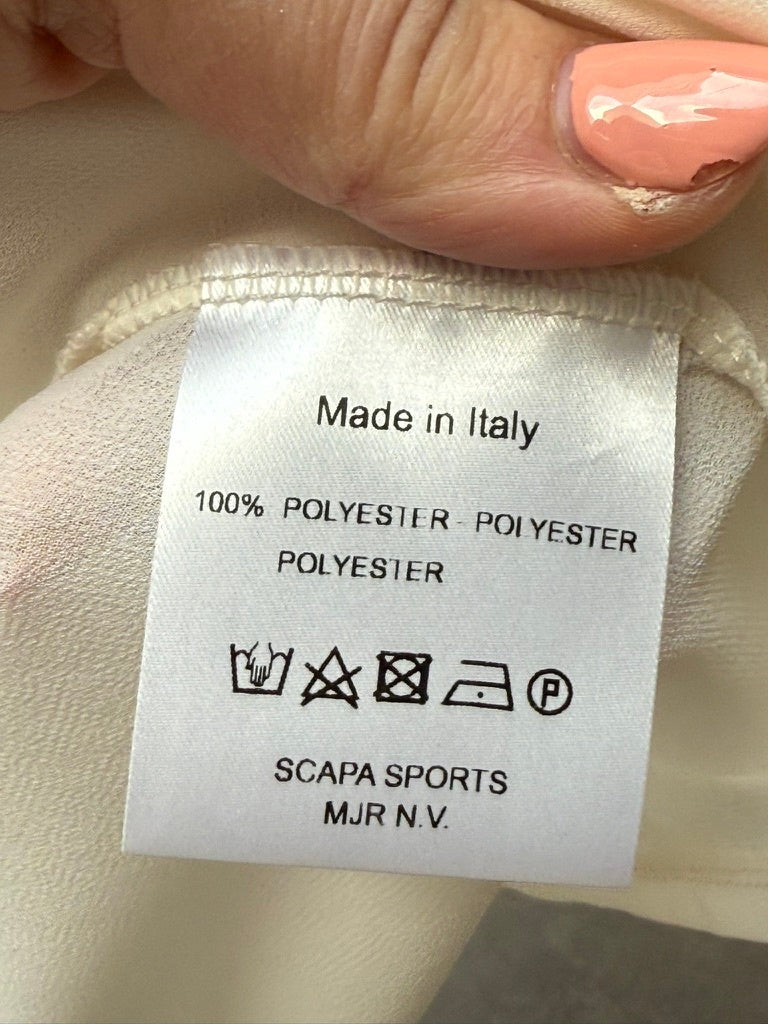 Made in Italy
100% POLYESTER - POLYESTER
POLYESTER
P
SCAPA SPORTS
MJR N.V.